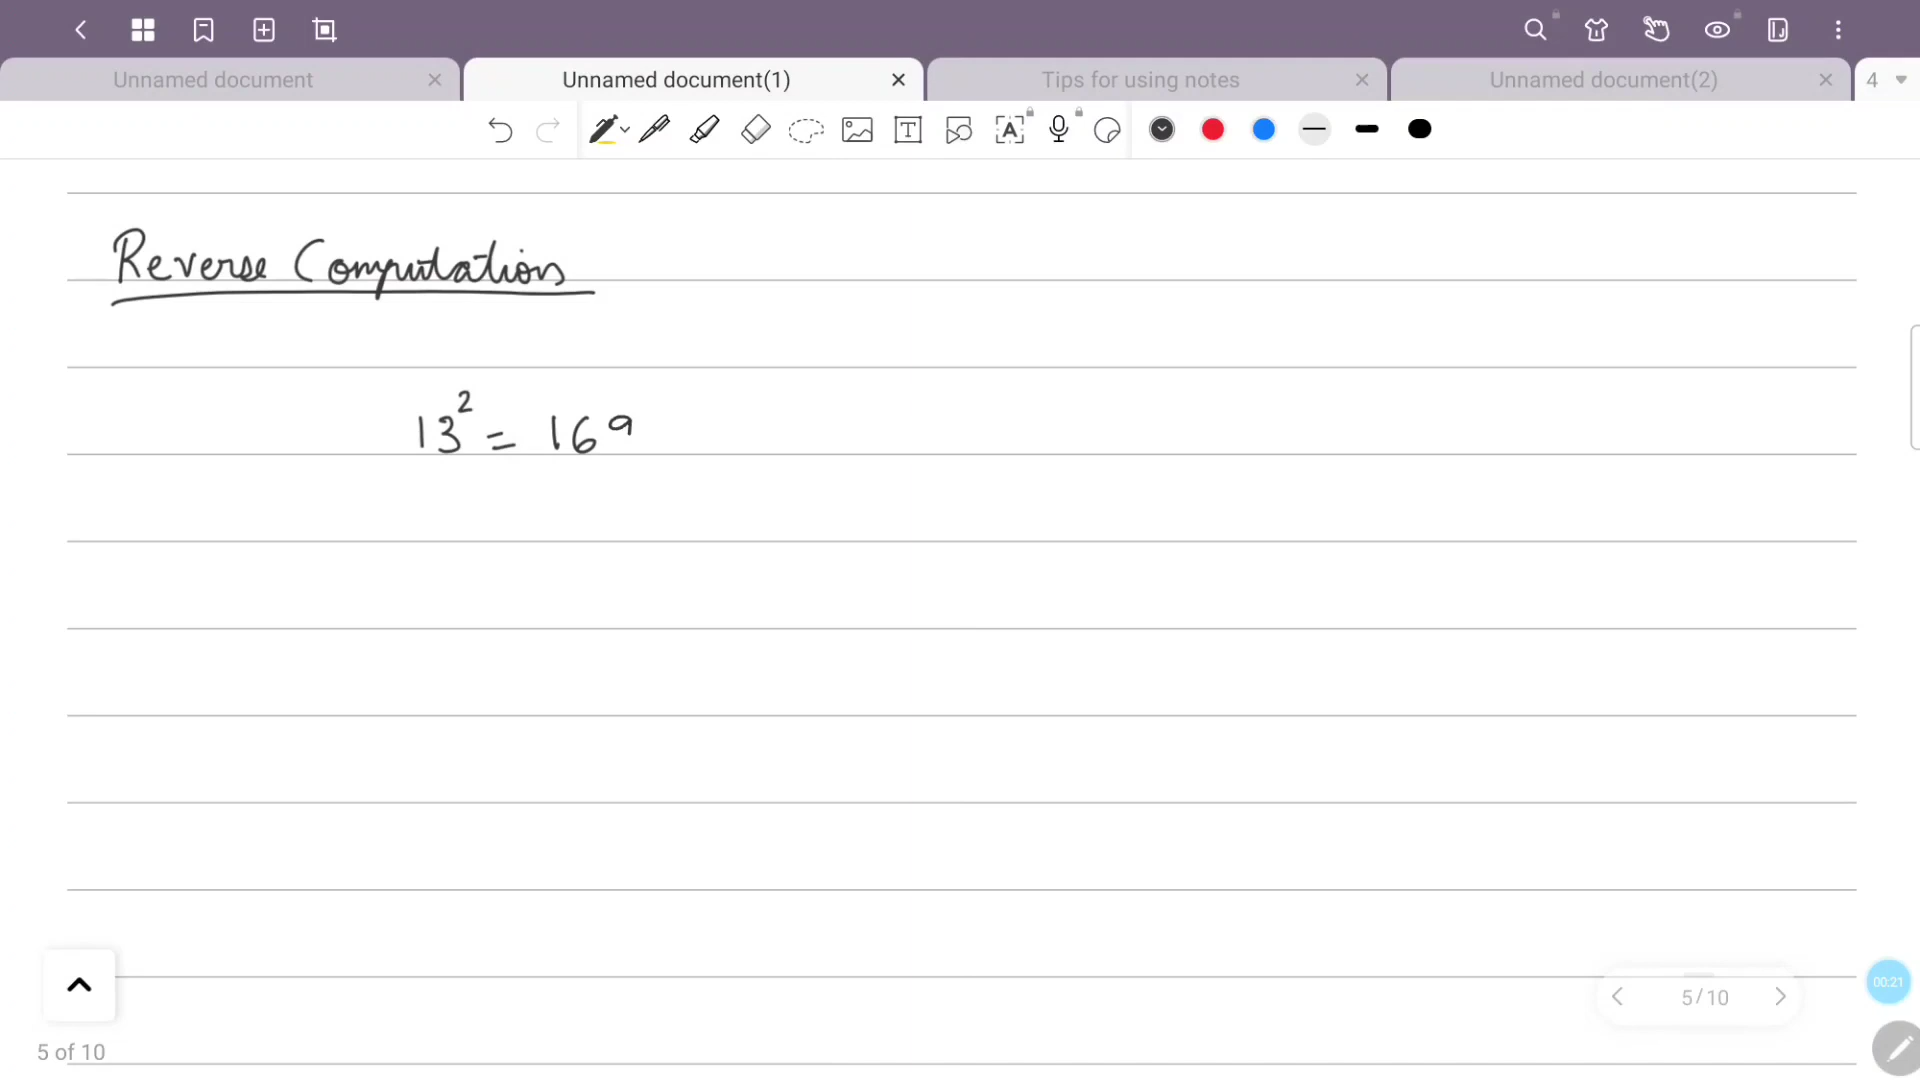 Unnamed document Unnamed document(1) Tips for using notes Unnamed document(2) 4
Reverse Computation
13² = 169
5/10
00:21
5 of 10